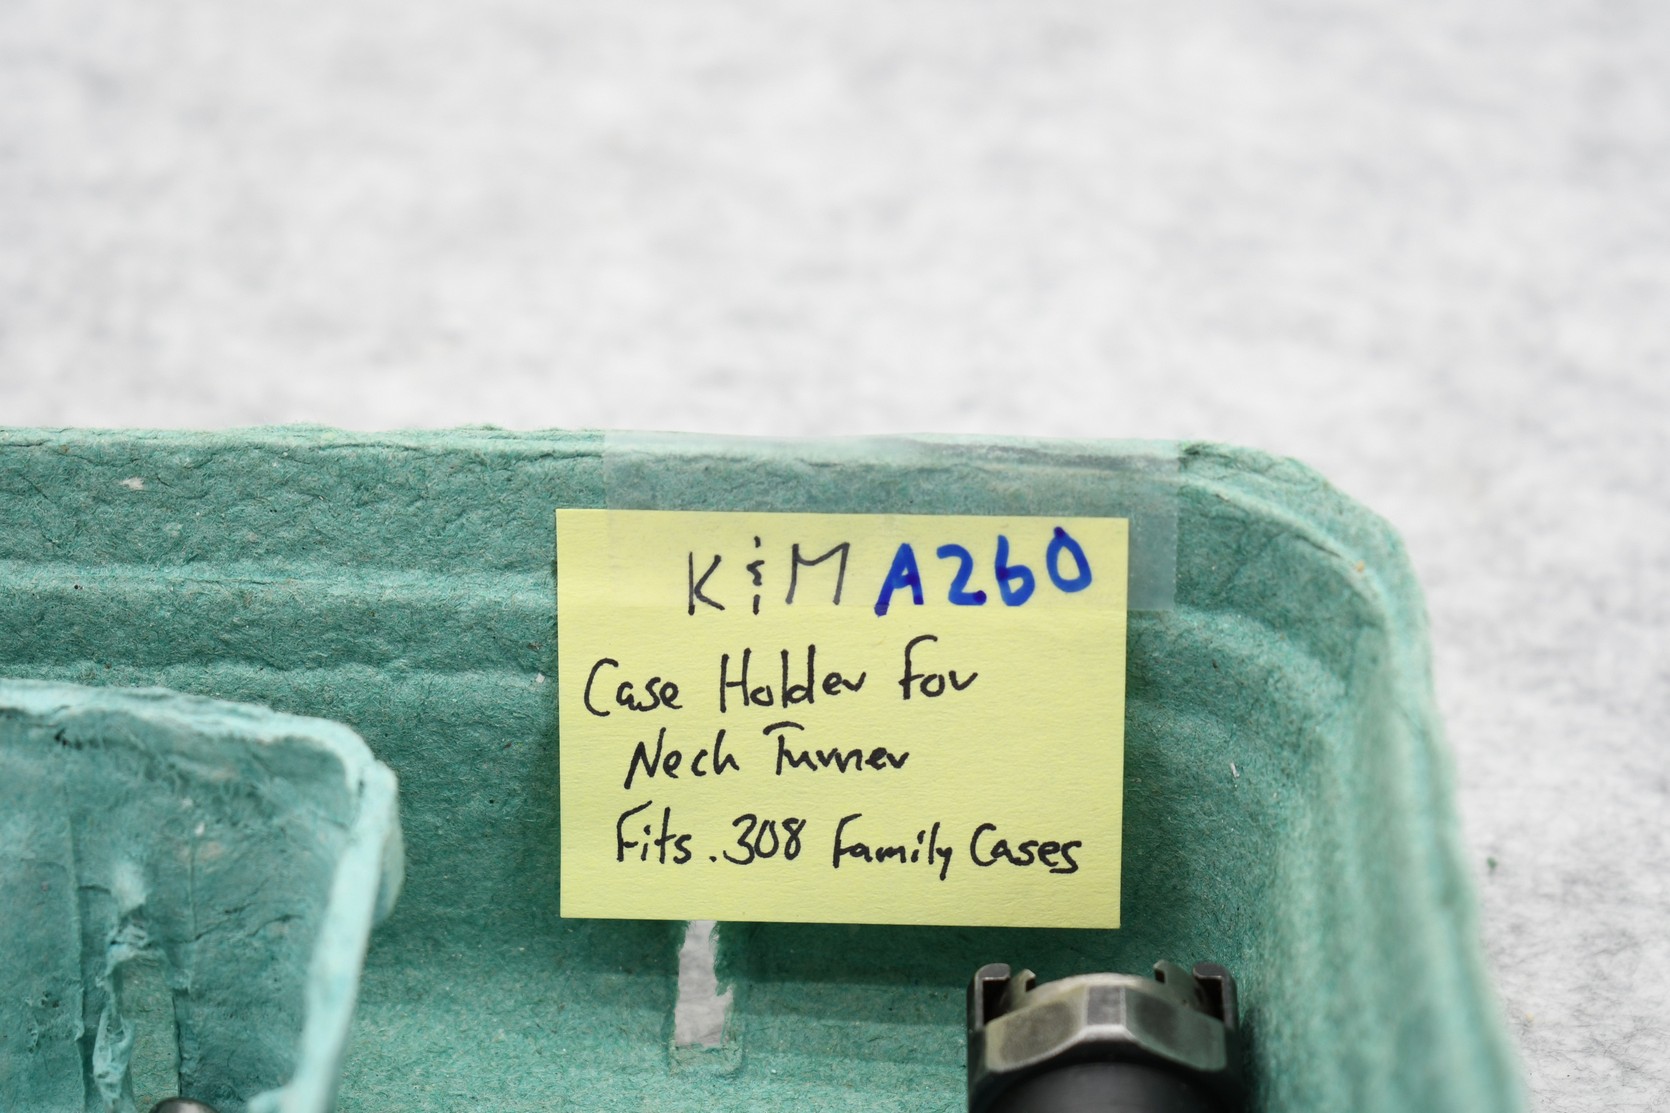 K & M A260
Case Holder For
Neck Turner
Fits .308 Family Cases